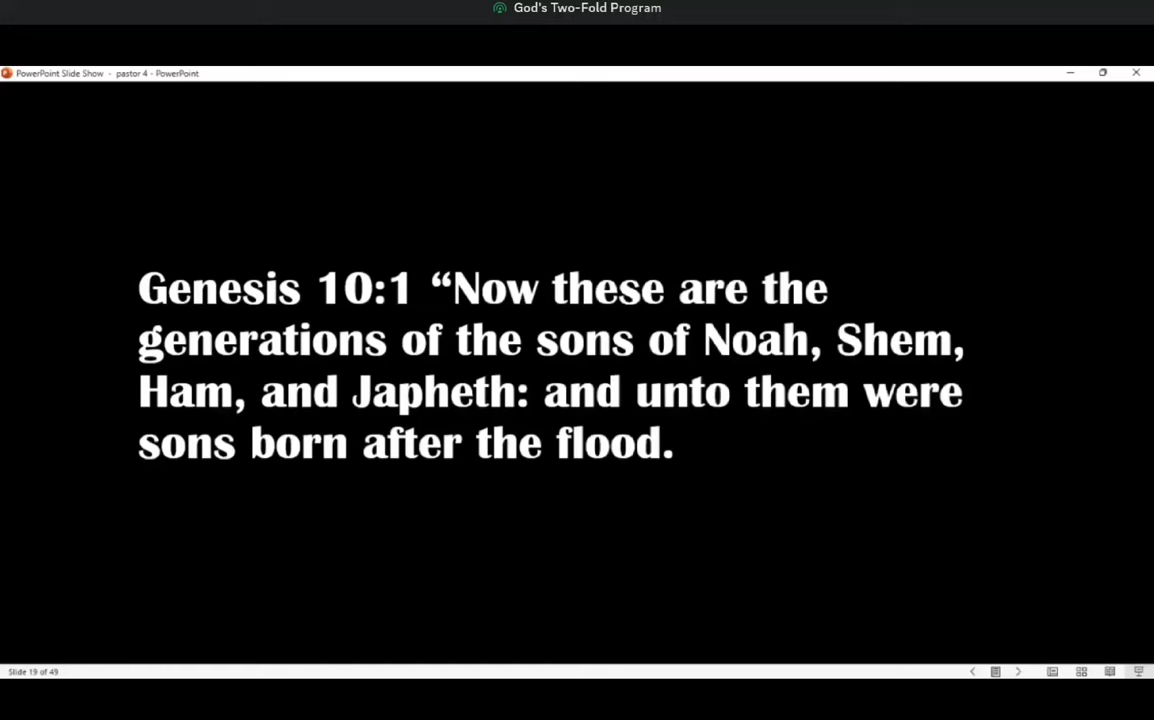 God's Two-Fold Program
PowerPoint Slide Show - pastor 4 - PowerPoint
Genesis 10:1 “Now these are the
generations of the sons of Noah, Shem,
Ham, and Japheth: and unto them were
sons born after the flood.
Slide 19 of 49